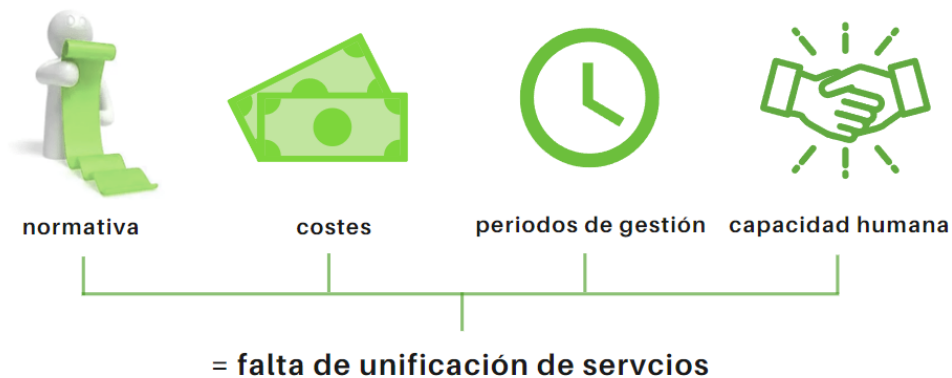 normativa
costes
periodos de gestión
capacidad humana
= falta de unificación de servcios